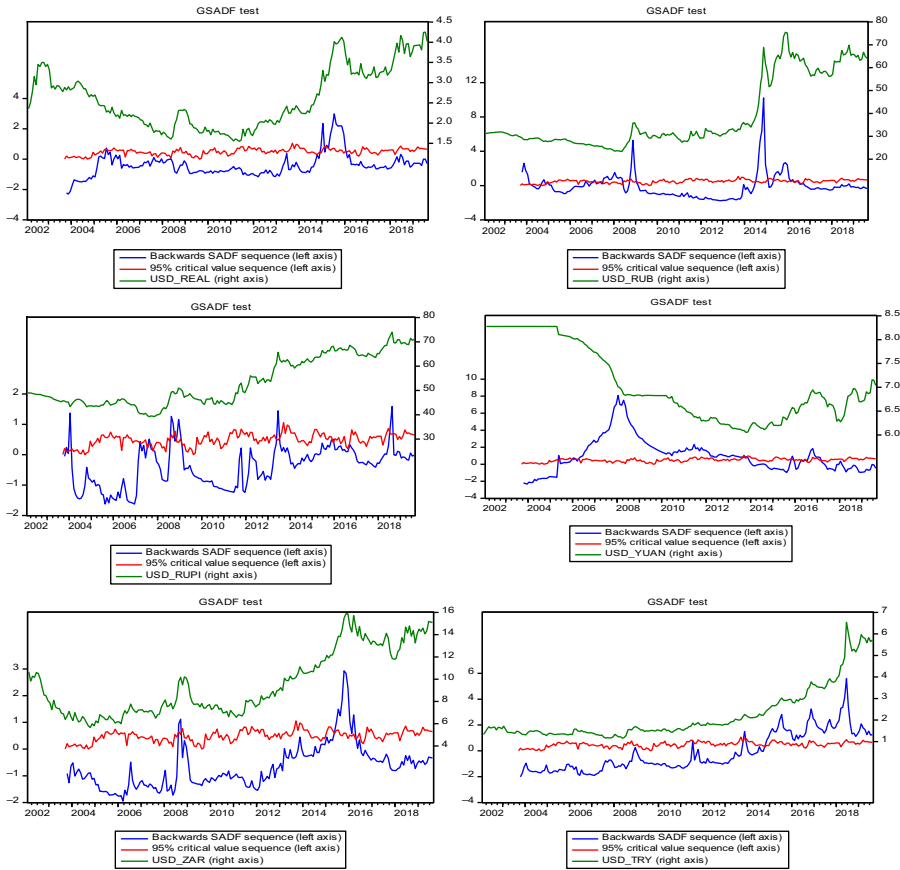 GSADF test
4.5
4.0
3.5
3.0
2.5
2.0
1.5
4
2
0
−2
−4
2002 2004 2006 2008 2010 2012 2014 2016 2018
Backwards SADF sequence (left axis)
95% critical value sequence (left axis)
USD_REAL (right axis)
GSADF test
80
70
60
50
40
30
20
12
8
4
0
−4
2002 2004 2006 2008 2010 2012 2014 2016 2018
Backwards SADF sequence (left axis)
95% critical value sequence (left axis)
USD_RUB (right axis)
GSADF test
80
70
60
50
40
30
2
1
0
−1
−2
2002 2004 2006 2008 2010 2012 2014 2016 2018
Backwards SADF sequence (left axis)
95% critical value sequence (left axis)
USD_RUPI (right axis)
GSADF test
8.5
8.0
7.5
7.0
6.5
6.0
10
8
6
4
2
0
−2
−4
2002 2004 2006 2008 2010 2012 2014 2016 2018
Backwards SADF sequence (left axis)
95% critical value sequence (left axis)
USD_YUAN (right axis)
GSADF test
16
14
12
10
8
6
4
3
2
1
0
−1
−2
2002 2004 2006 2008 2010 2012 2014 2016 2018
Backwards SADF sequence (left axis)
95% critical value sequence (left axis)
USD_ZAR (right axis)
GSADF test
7
6
5
4
3
2
1
6
4
2
0
−2
−4
2002 2004 2006 2008 2010 2012 2014 2016 2018
Backwards SADF sequence (left axis)
95% critical value sequence (left axis)
USD_TRY (right axis)